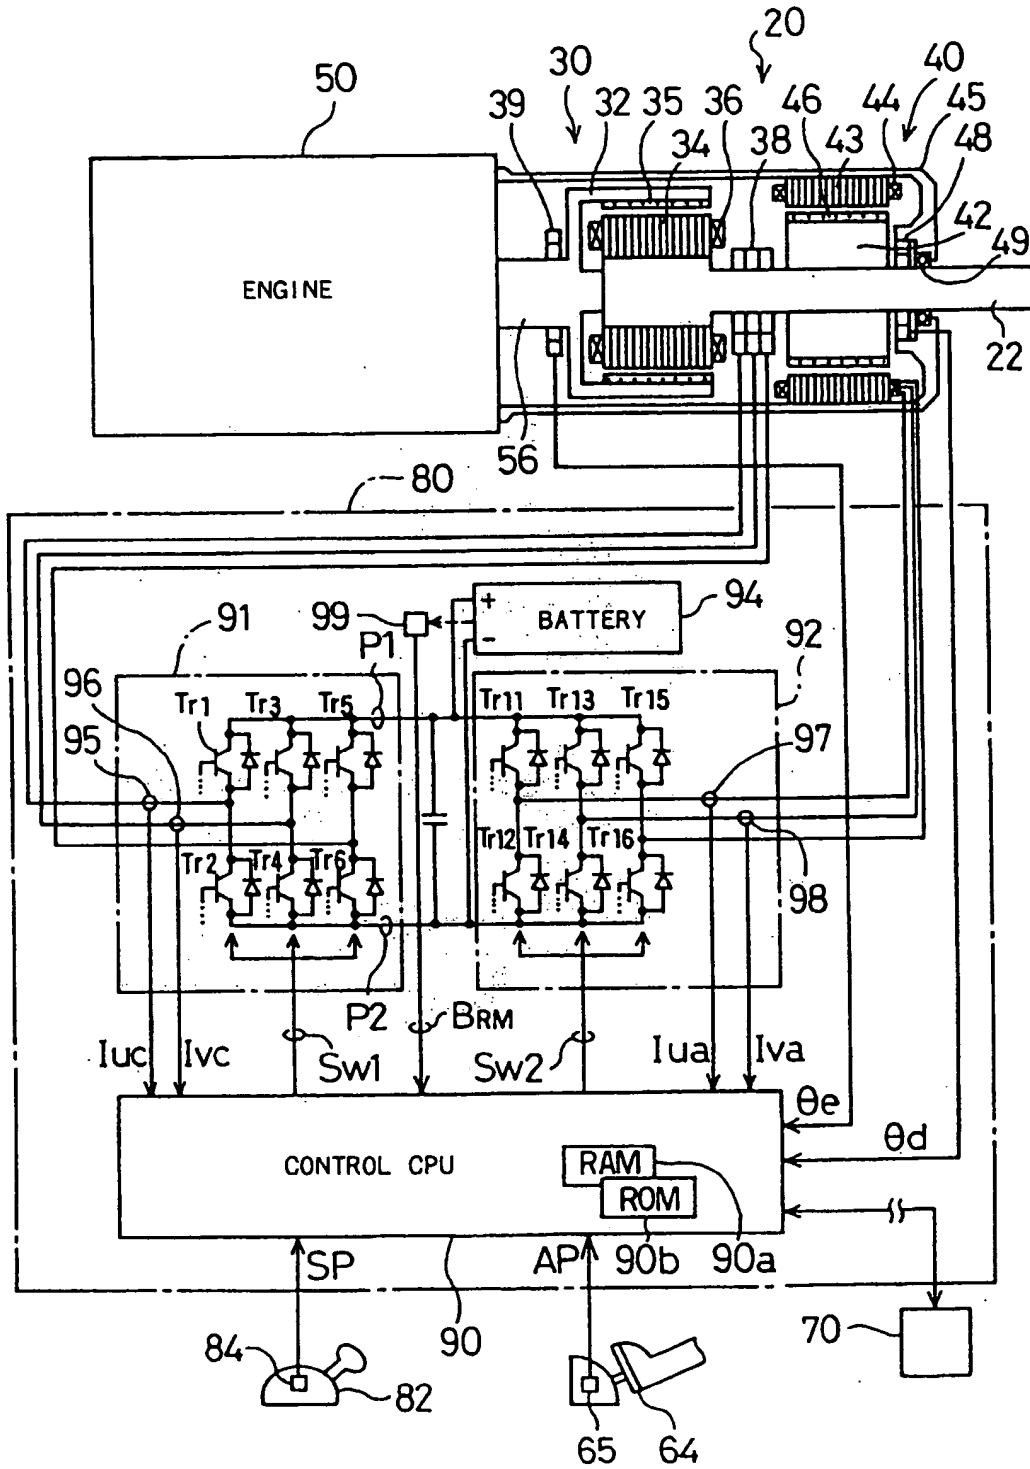 20
50
39
30
32
35
36
38
46
44
40
45
34
43
48
42
49
ENGINE
56
22
80
99
BATTERY
+
-
94
91
P1
92
96
Tr1
Tr3
Tr5
Tr11
Tr13
Tr15
95
97
Tr2
Tr4
Tr6
Tr12
Tr14
Tr16
98
P2
BRM
Iuc
Ivc
Sw1
Sw2
Iua
Iva
θe
θd
CONTROL CPU
RAM
ROM
SP
AP
90b
90a
90
70
84
82
65
64